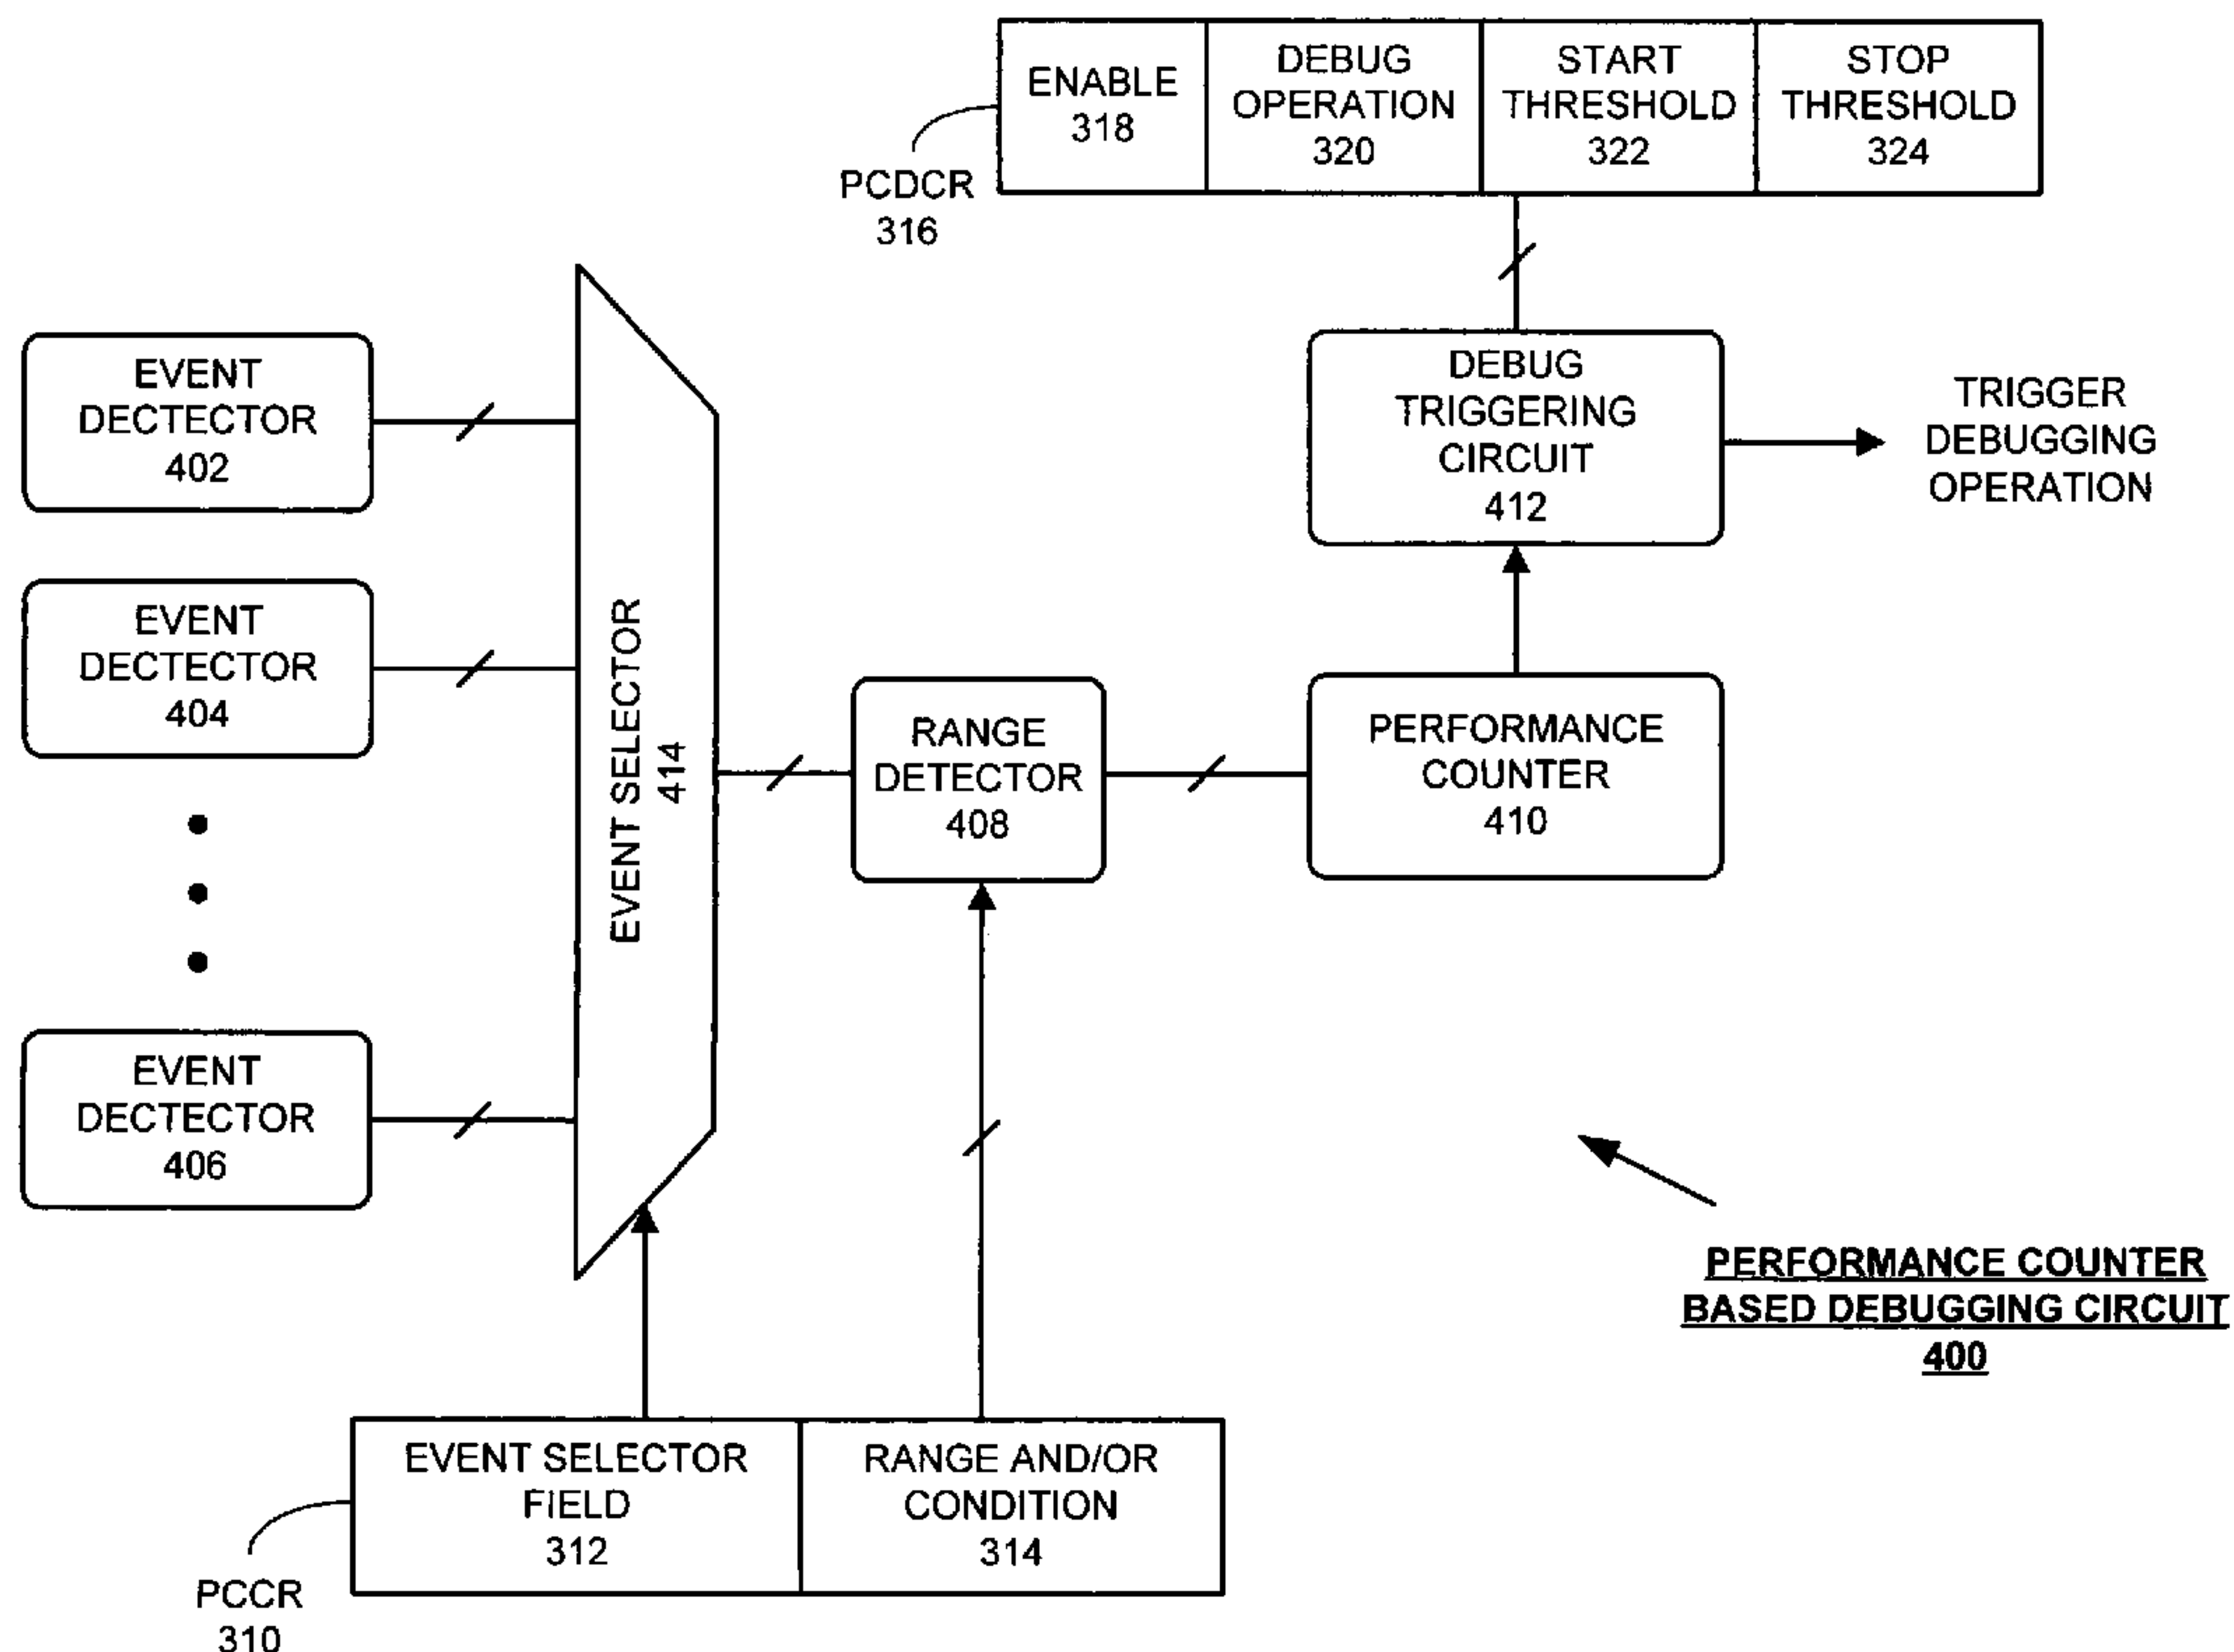 ENABLE
318
DEBUG
OPERATION
320
START
THRESHOLD
322
STOP
THRESHOLD
324
PCDCR
316
EVENT
DECTECTOR
402
EVENT
DECTECTOR
404
EVENT
DECTECTOR
406
EVENT SELECTOR
414
RANGE
DETECTOR
408
PERFORMANCE
COUNTER
410
DEBUG
TRIGGERING
CIRCUIT
412
TRIGGER
DEBUGGING
OPERATION
PERFORMANCE COUNTER
BASED DEBUGGING CIRCUIT
400
EVENT SELECTOR
FIELD
312
RANGE AND/OR
CONDITION
314
PCCR
310